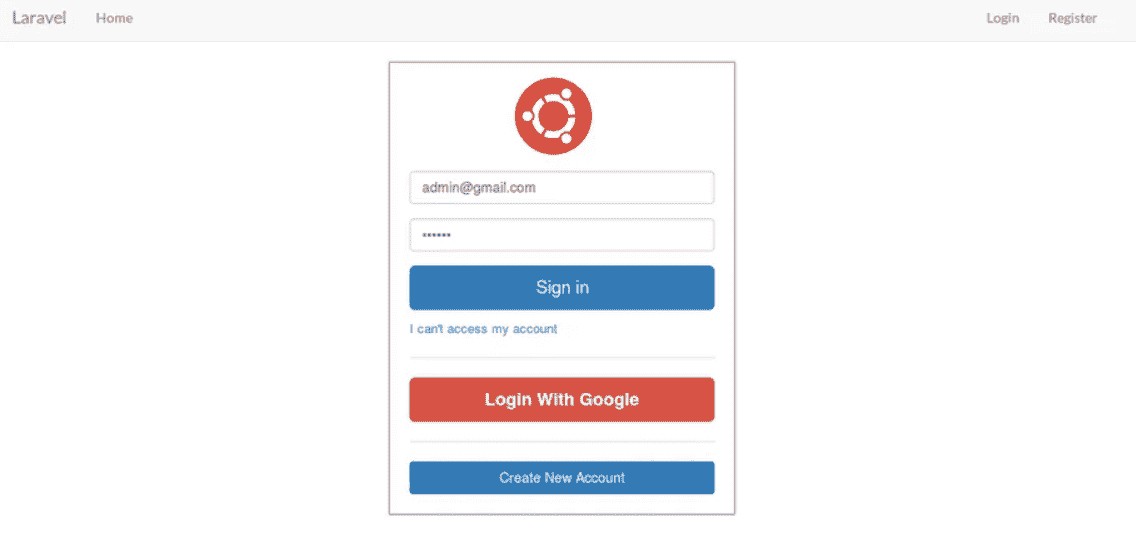 Laravel Home Login Register
admin@gmail.com
••••••
Sign in
I can't access my account
Login With Google
Create New Account